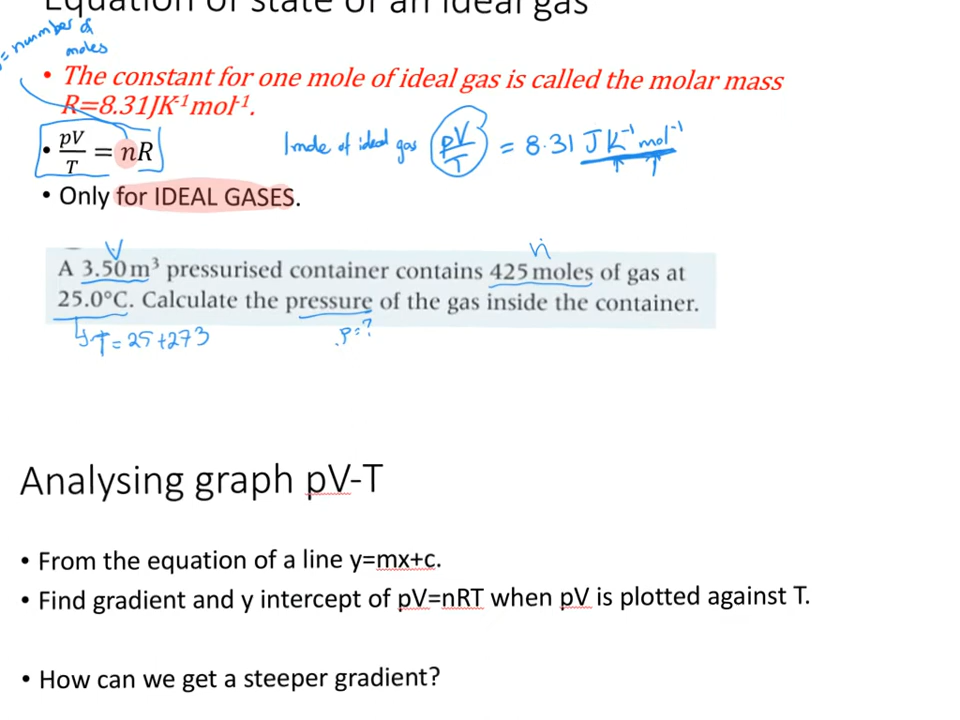 Equation of state of an ideal gas
= number of
moles
• The constant for one mole of ideal gas is called the molar mass
R=8.31JK⁻¹mol⁻¹.
• pV/T = nR
1 mole of ideal gas pV/T = 8.31 J K⁻¹ mol⁻¹
• Only for IDEAL GASES.
V
n
A 3.50 m³ pressurised container contains 425 moles of gas at
25.0°C. Calculate the pressure of the gas inside the container.
T = 25 + 273
p=?
Analysing graph pV-T
• From the equation of a line y=mx+c.
• Find gradient and y intercept of pV=nRT when pV is plotted against T.
• How can we get a steeper gradient?